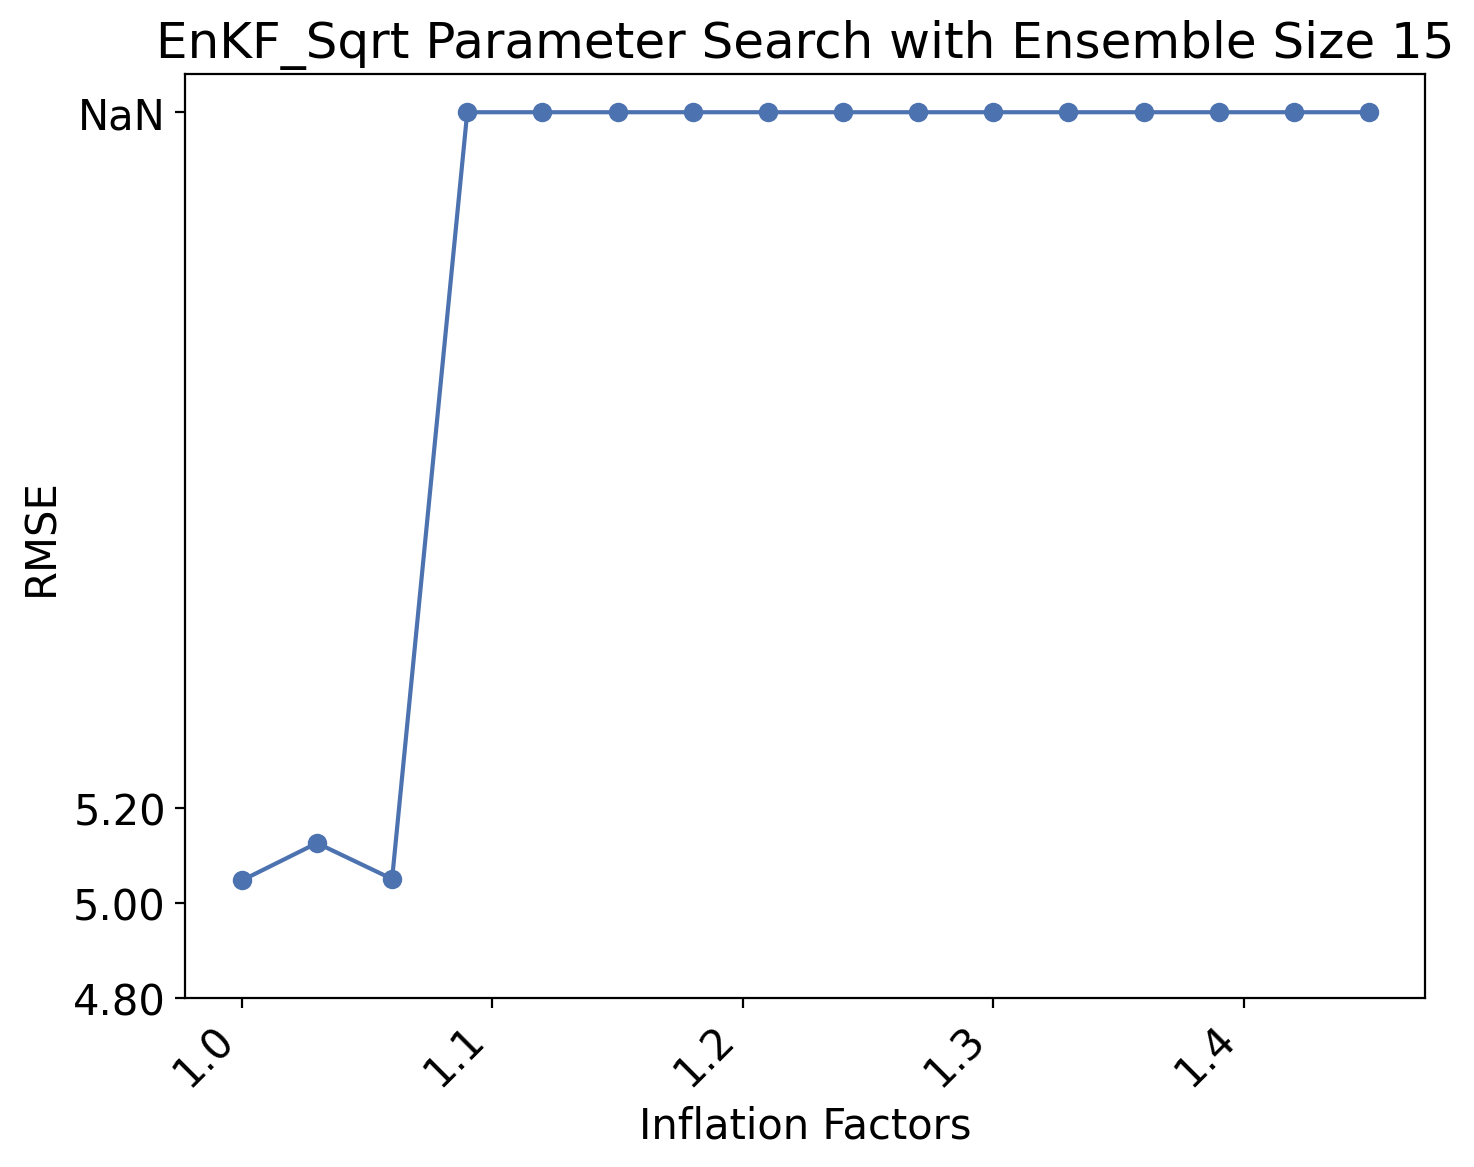 EnKF_Sqrt Parameter Search with Ensemble Size 15
NaN
5.20
5.00
4.80
RMSE
1.0
1.1
1.2
1.3
1.4
Inflation Factors